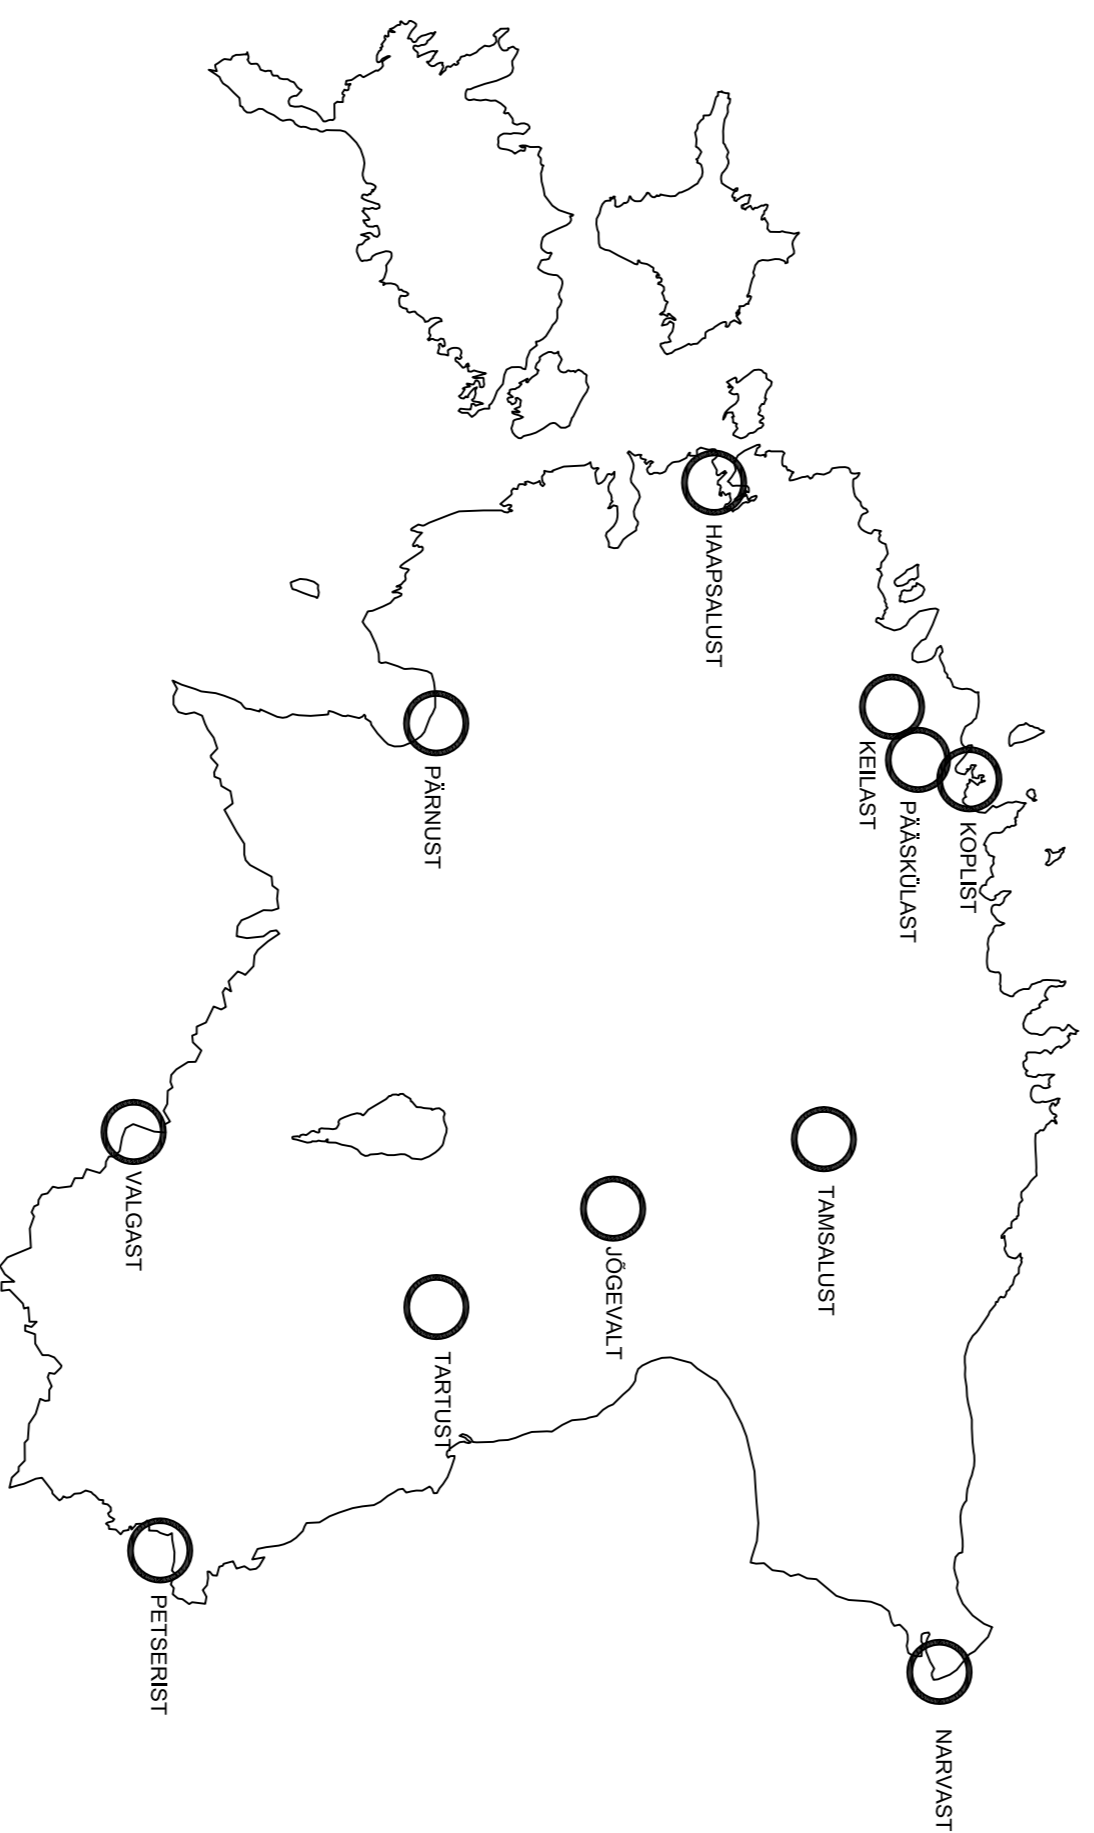 KOPLIST
PÄÄSKÜLAST
KEILAST
NARVAST
TAMSALUST
HAAPSALUST
JÕGEVALT
PÄRNUST
TARTUST
PETSERIST
VALGAST